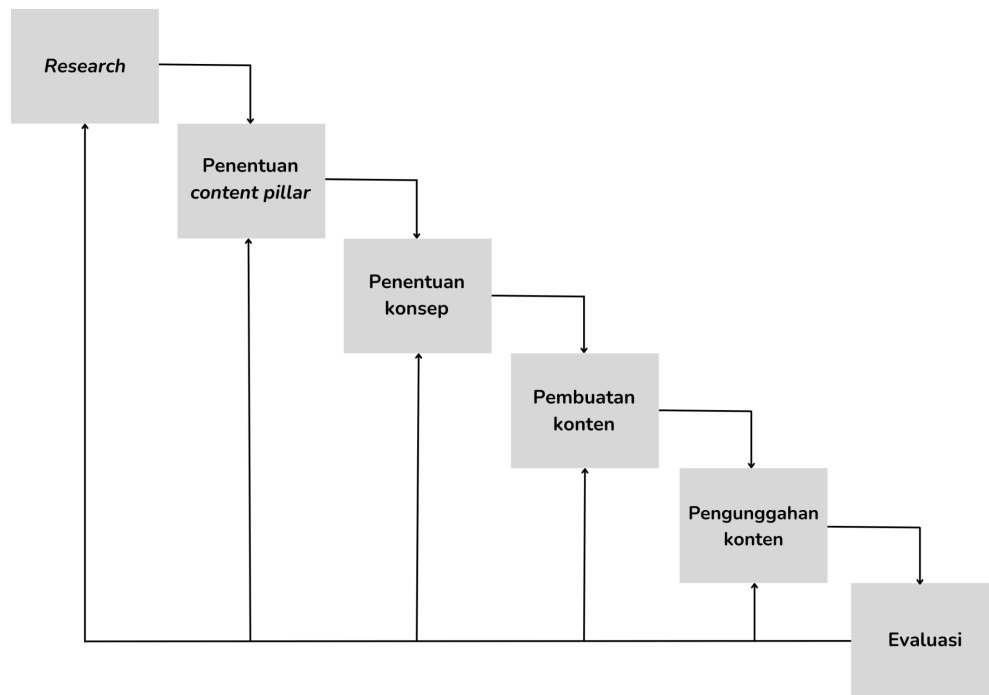 Research
Penentuan
content pillar
Penentuan
konsep
Pembuatan
konten
Pengunggahan
konten
Evaluasi